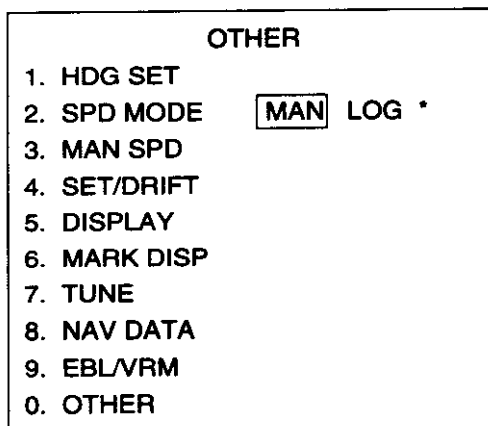 OTHER
1. HDG SET
2. SPD MODE MAN LOG *
3. MAN SPD
4. SET/DRIFT
5. DISPLAY
6. MARK DISP
7. TUNE
8. NAV DATA
9. EBL/VRM
0. OTHER